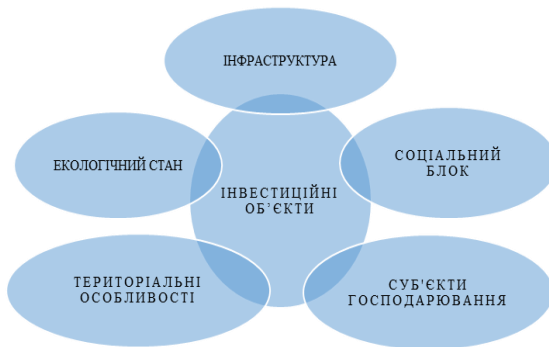 ІНФРАСТРУКТУРА
ЕКОЛОГІЧНИЙ СТАН
СОЦІАЛЬНИЙ
БЛОК
ІНВЕСТИЦІЙНІ
ОБ’ЄКТИ
ТЕРИТОРІАЛЬНІ
ОСОБЛИВОСТІ
СУБ'ЄКТИ
ГОСПОДАРЮВАННЯ